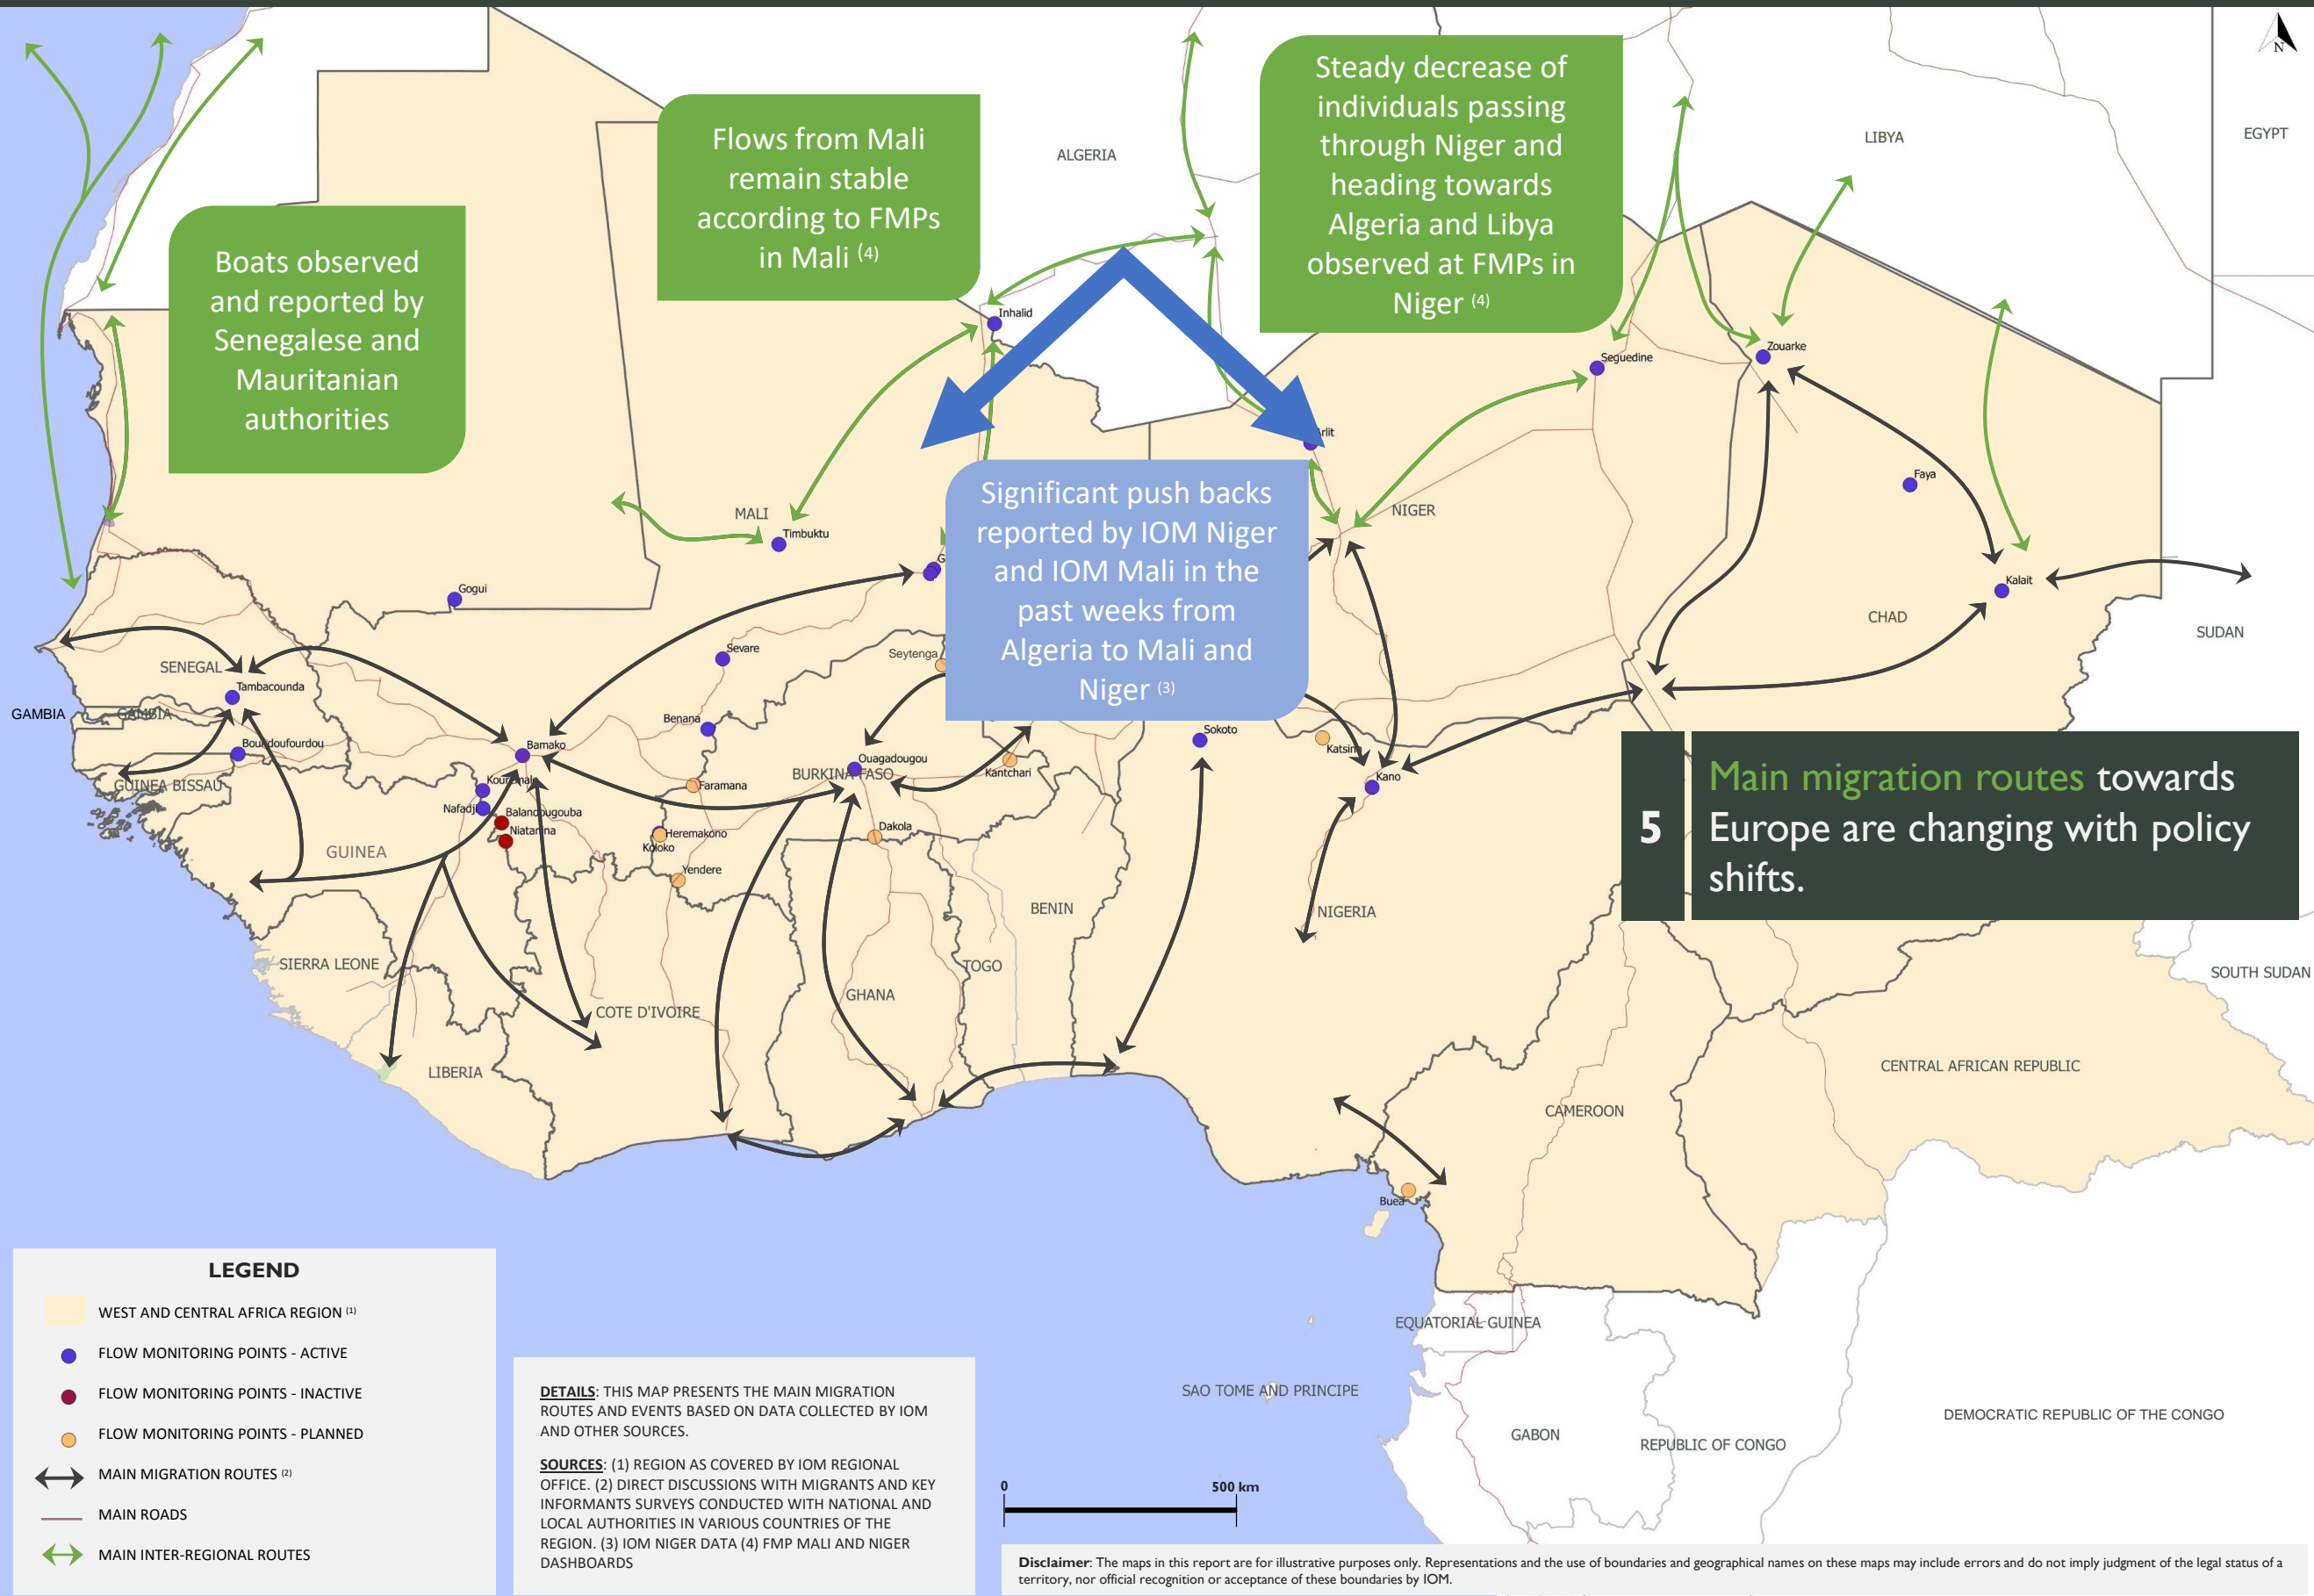 N
Steady decrease of
individuals passing
through Niger and
heading towards
Algeria and Libya
observed at FMPs in
Niger (4)
Flows from Mali
remain stable
according to FMPs
in Mali (4)
Boats observed
and reported by
Senegalese and
Mauritanian
authorities
ALGERIA
LIBYA
EGYPT
Inhalid
Seguedine
Zouarke
Arlit
Faya
Significant push backs
reported by IOM Niger
and IOM Mali in the
past weeks from
Algeria to Mali and
Niger (3)
MALI
Timbuktu
NIGER
G
Gogui
Kalait
CHAD
SUDAN
SENEGAL
Sevare
Seytenga
Tambacounda
GAMBIA
GAMBIA
Benana
Sokoto
Katsina
Boundoufourdou
Bamako
Ouagadougou
Kantchari
BURKINA FASO
Kano
GUINEA BISSAU
Kouremale
Faramana
Nafadji
Balandougouba
Niatanina
Heremakono
Koloko
Dakola
GUINEA
Yendere
5
Main migration routes towards
Europe are changing with policy
shifts.
BENIN
NIGERIA
SIERRA LEONE
TOGO
SOUTH SUDAN
GHANA
COTE D'IVOIRE
LIBERIA
CENTRAL AFRICAN REPUBLIC
CAMEROON
Buea
EQUATORIAL GUINEA
SAO TOME AND PRINCIPE
GABON
REPUBLIC OF CONGO
DEMOCRATIC REPUBLIC OF THE CONGO
LEGEND
WEST AND CENTRAL AFRICA REGION (1)
FLOW MONITORING POINTS - ACTIVE
FLOW MONITORING POINTS - INACTIVE
FLOW MONITORING POINTS - PLANNED
MAIN MIGRATION ROUTES (2)
MAIN ROADS
MAIN INTER-REGIONAL ROUTES
DETAILS: THIS MAP PRESENTS THE MAIN MIGRATION
ROUTES AND EVENTS BASED ON DATA COLLECTED BY IOM
AND OTHER SOURCES.
SOURCES: (1) REGION AS COVERED BY IOM REGIONAL
OFFICE. (2) DIRECT DISCUSSIONS WITH MIGRANTS AND KEY
INFORMANTS SURVEYS CONDUCTED WITH NATIONAL AND
LOCAL AUTHORITIES IN VARIOUS COUNTRIES OF THE
REGION. (3) IOM NIGER DATA (4) FMP MALI AND NIGER
DASHBOARDS
0 500 km
Disclaimer: The maps in this report are for illustrative purposes only. Representations and the use of boundaries and geographical names on these maps may include errors and do not imply judgment of the legal status of a
territory, nor official recognition or acceptance of these boundaries by IOM.